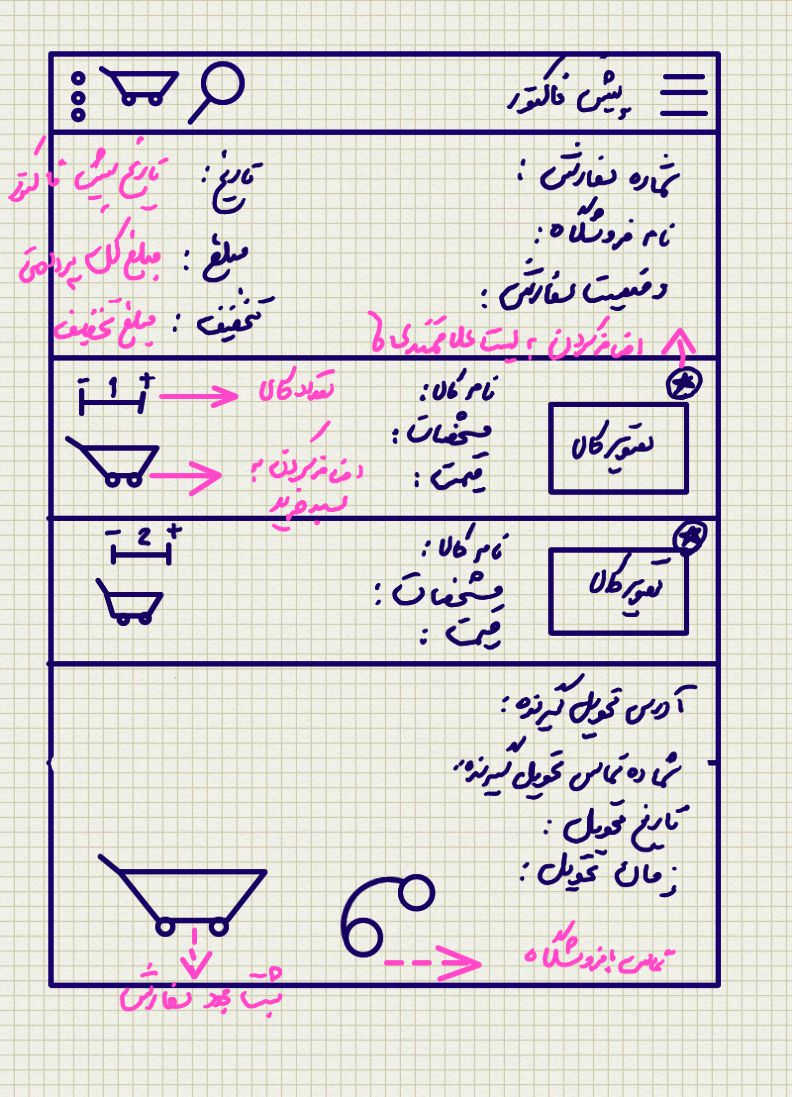 پیش فاکتور
شماره سفارش :
تاریخ :
تاریخ پیش فاکتور
نام فروشگاه :
مبلغ :
مبلغ کل پرداختی
وضعیت سفارش :
تخفیف :
مبلغ تخفیف
اضافه کردن به لیست علاقمندی ها
- 1 +
تعداد کالا
نام کالا :
مشخصات :
قیمت :
تصویر کالا
اضافه کردن به
سبد خرید
- 2 +
نام کالا :
مشخصات :
قیمت :
تصویر کالا
آدرس تحویل گیرنده :
شماره تماس تحویل گیرنده :
تاریخ تحویل :
زمان تحویل :
تماس با فروشگاه
ثبت مجدد سفارش